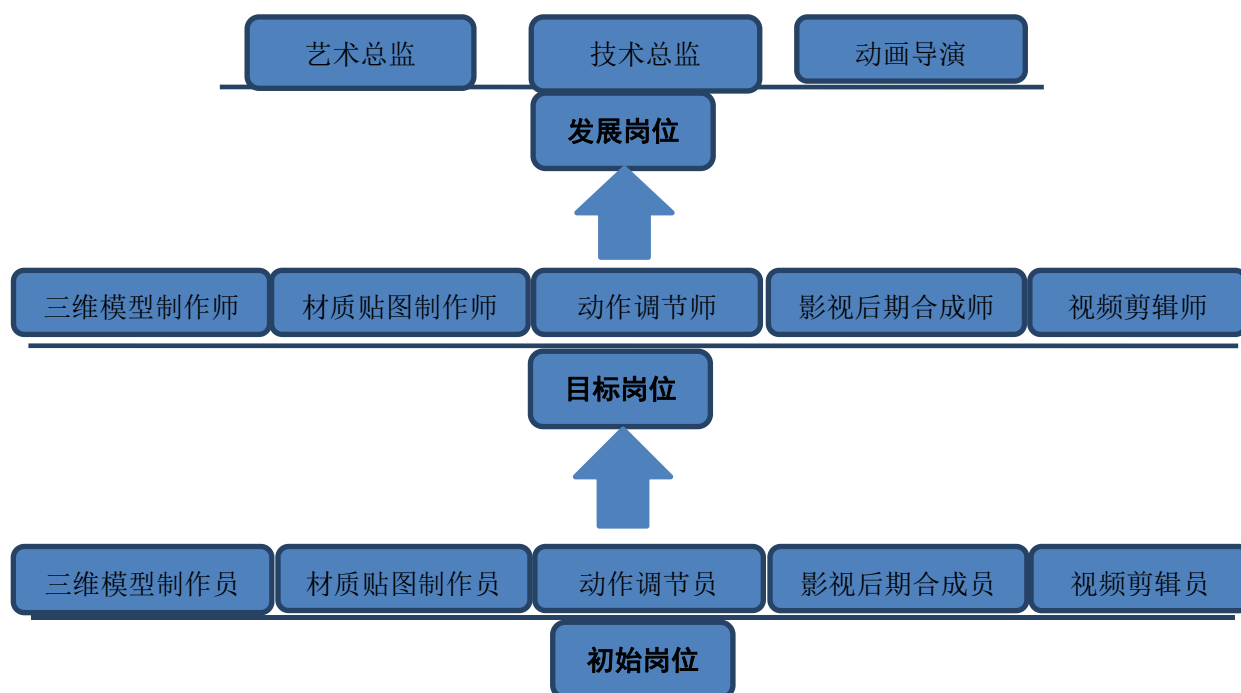 艺术总监 技术总监 动画导演
发展岗位
三维模型制作师 材质贴图制作师 动作调节师 影视后期合成师 视频剪辑师
目标岗位
三维模型制作员 材质贴图制作员 动作调节员 影视后期合成员 视频剪辑员
初始岗位